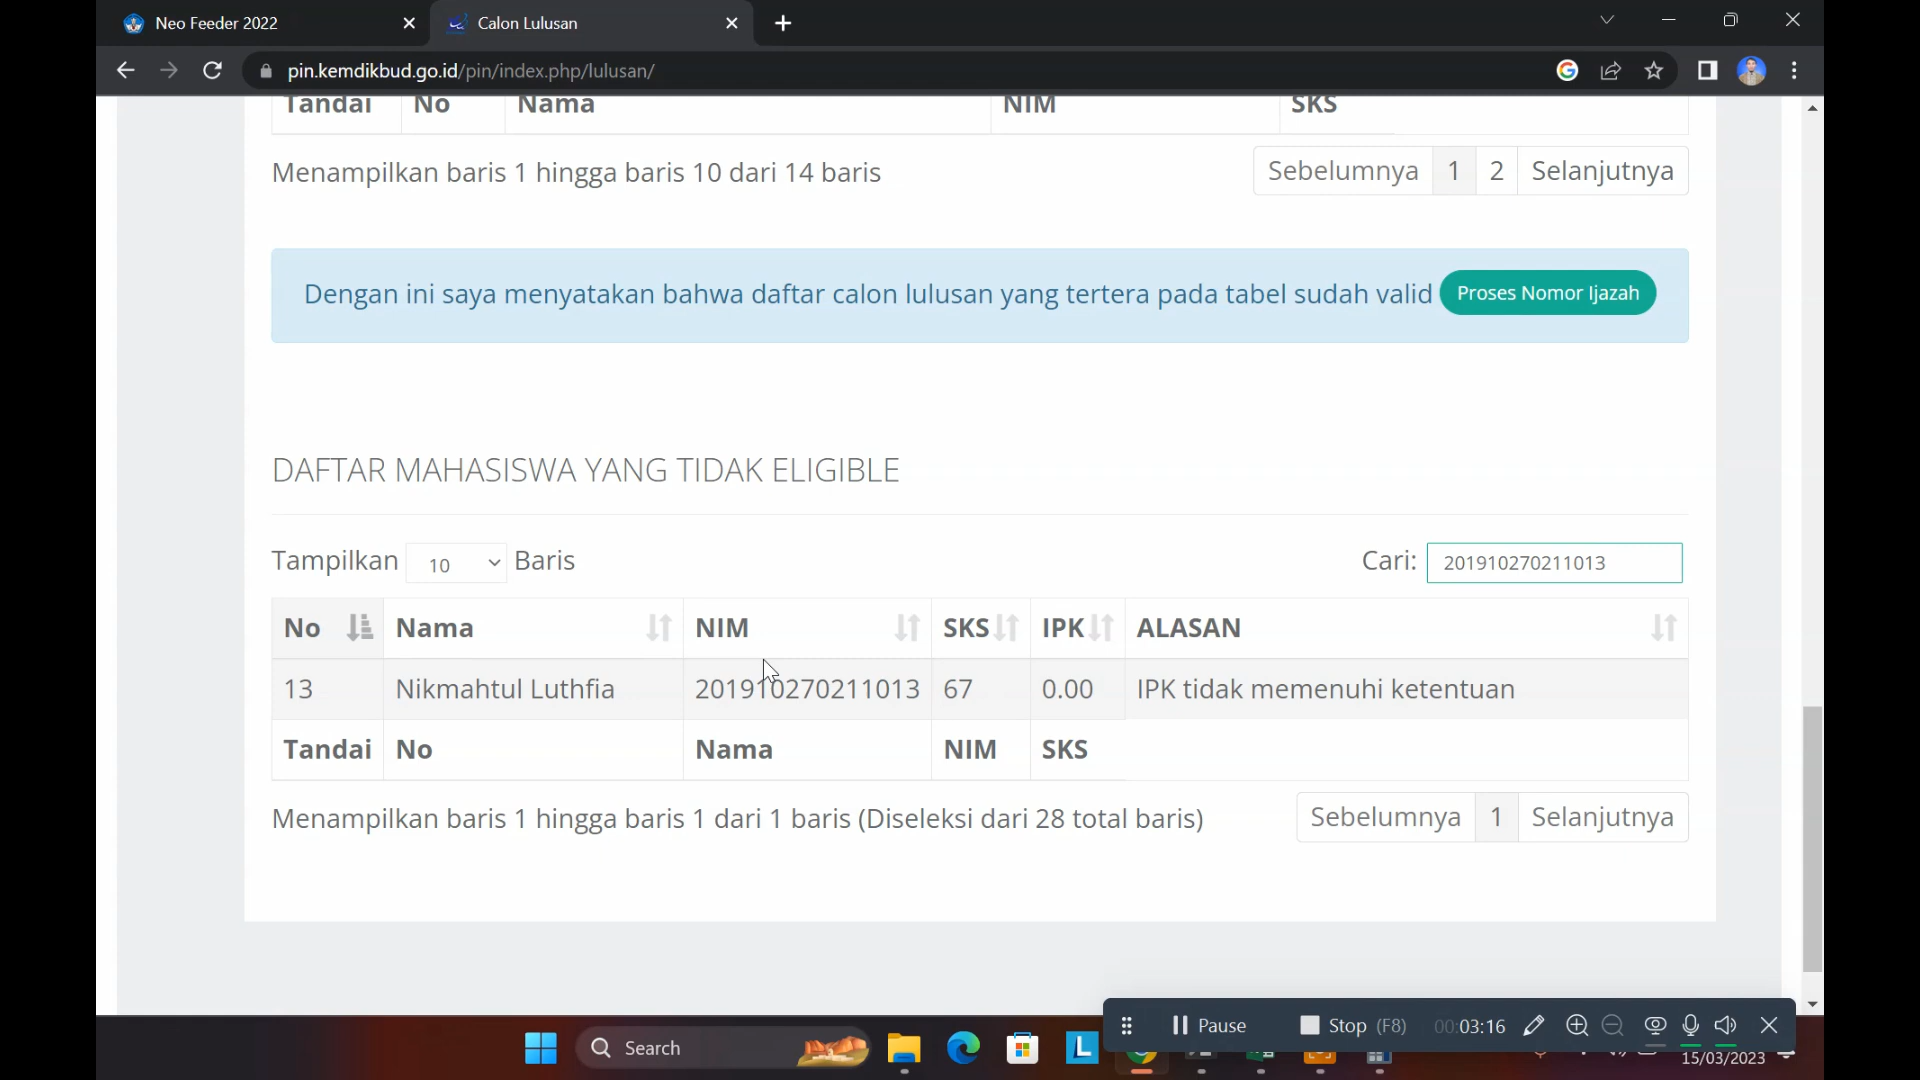 Neo Feeder 2022
Calon Lulusan
pin.kemdikbud.go.id/pin/index.php/lulusan/
Tandai No Nama NIM SKS
Menampilkan baris 1 hingga baris 10 dari 14 baris
Sebelumnya 1 2 Selanjutnya
Dengan ini saya menyatakan bahwa daftar calon lulusan yang tertera pada tabel sudah valid Proses Nomor Ijazah
DAFTAR MAHASISWA YANG TIDAK ELIGIBLE
Tampilkan 10 Baris
Cari: 201910270211013
No Nama NIM SKS IPK ALASAN
13 Nikmahtul Luthfia 201910270211013 67 0.00 IPK tidak memenuhi ketentuan
Tandai No Nama NIM SKS
Menampilkan baris 1 hingga baris 1 dari 1 baris (Diseleksi dari 28 total baris)
Sebelumnya 1 Selanjutnya
Pause Stop (F8) 00:03:16
Search
15/03/2023